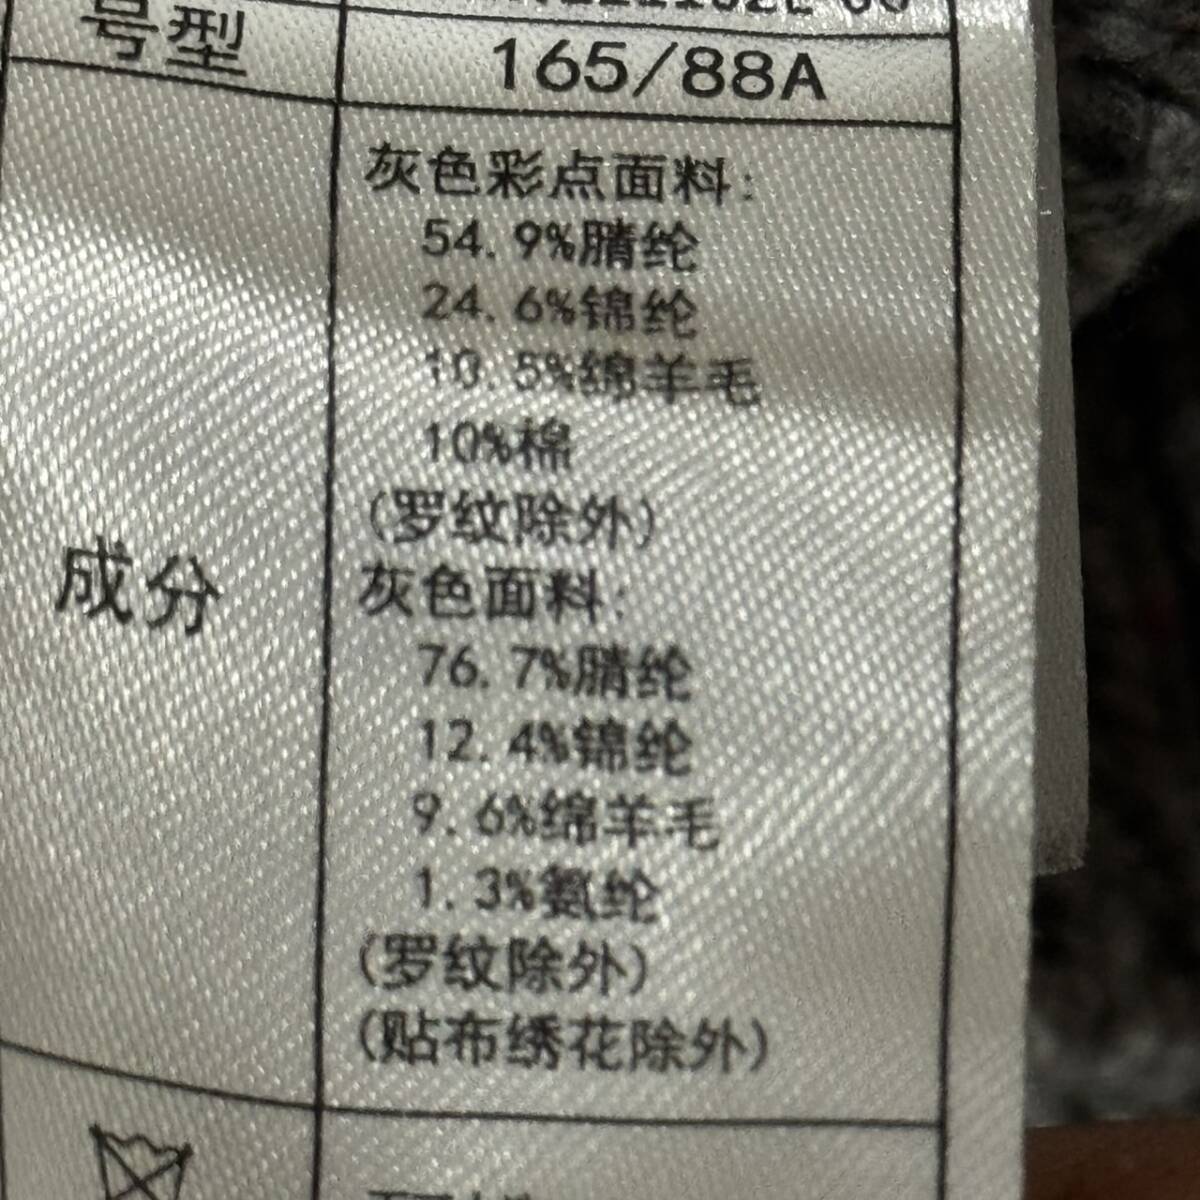 号型 165/88A
成分
灰色彩点面料:
54.9%腈纶
24.6%锦纶
10.5%绵羊毛
10%棉
(罗纹除外)
灰色面料:
76.7%腈纶
12.4%锦纶
9.6%绵羊毛
1.3%氨纶
(罗纹除外)
(贴布绣花除外)